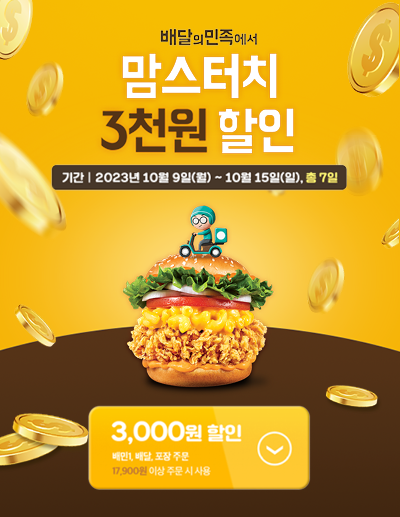 배달의민족에서
맘스터치
3천원 할인
기간 | 2023년 10월 9일(월) ~ 10월 15일(일), 총 7일
3,000원 할인
배민1, 배달, 포장 주문
17,900원 이상 주문 시 사용